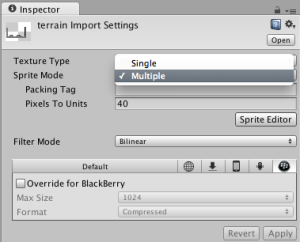 Inspector
terrain Import Settings
Open
Texture Type
Single
Sprite Mode
Multiple
Packing Tag
Pixels To Units 40
Sprite Editor
Filter Mode Bilinear
Default
Override for BlackBerry
Max Size 1024
Format Compressed
Revert Apply